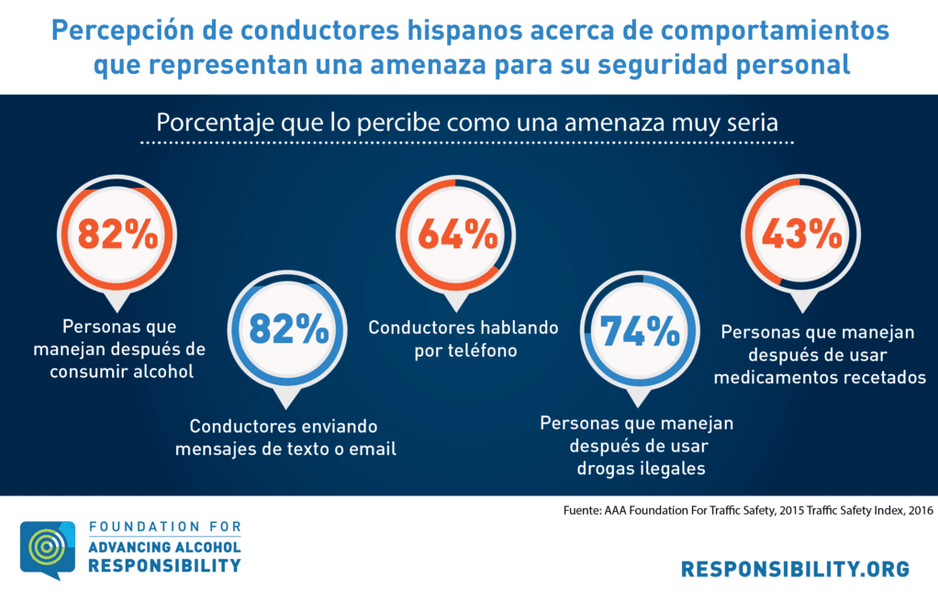 Percepción de conductores hispanos acerca de comportamientos
que representan una amenaza para su seguridad personal
Porcentaje que lo percibe como una amenaza muy seria
82%
Personas que
manejan después de
consumir alcohol
82%
Conductores enviando
mensajes de texto o email
64%
Conductores hablando
por teléfono
74%
Personas que manejan
después de usar
drogas ilegales
43%
Personas que manejan
después de usar
medicamentos recetados
Fuente: AAA Foundation For Traffic Safety, 2015 Traffic Safety Index, 2016
FOUNDATION FOR
ADVANCING ALCOHOL
RESPONSIBILITY
RESPONSIBILITY.ORG